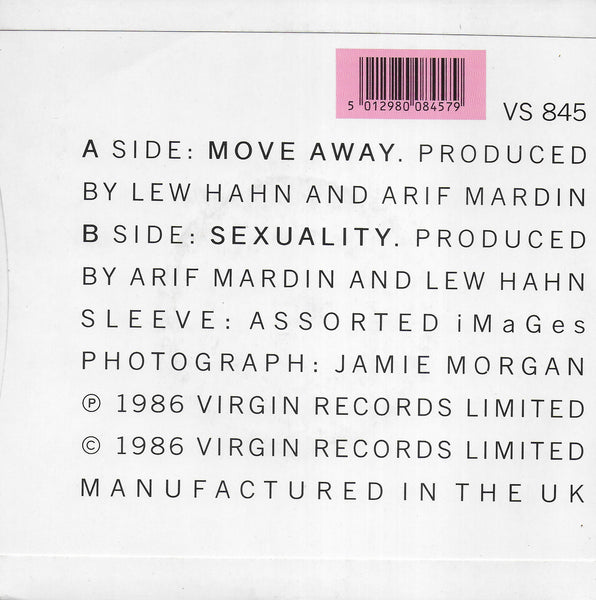 5 012980 084579
VS 845
A SIDE: MOVE AWAY. PRODUCED
BY LEW HAHN AND ARIF MARDIN
B SIDE: SEXUALITY. PRODUCED
BY ARIF MARDIN AND LEW HAHN
SLEEVE: ASSORTED iMaGes
PHOTOGRAPH: JAMIE MORGAN
℗ 1986 VIRGIN RECORDS LIMITED
© 1986 VIRGIN RECORDS LIMITED
MANUFACTURED IN THE UK